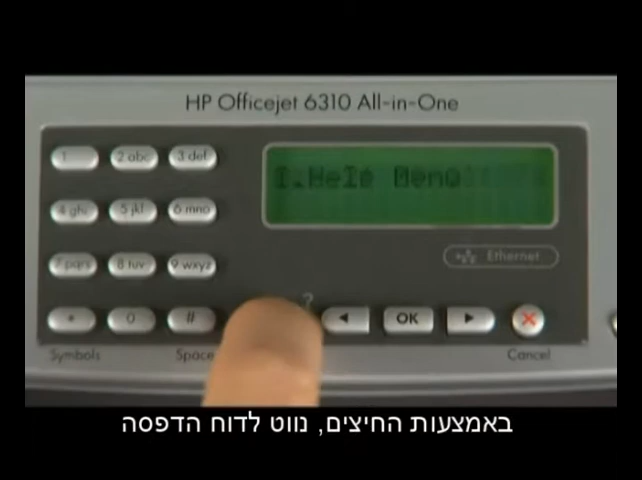 HP Officejet 6310 All-in-One
1 2 abc 3 def
4 ghi 5 jkl 6 mno
Ethernet
7 pqrs 8 tuv 9 wxyz
?
* 0 # OK
Symbols Space Cancel
באמצעות החיצים, נווט לדוח הדפסה